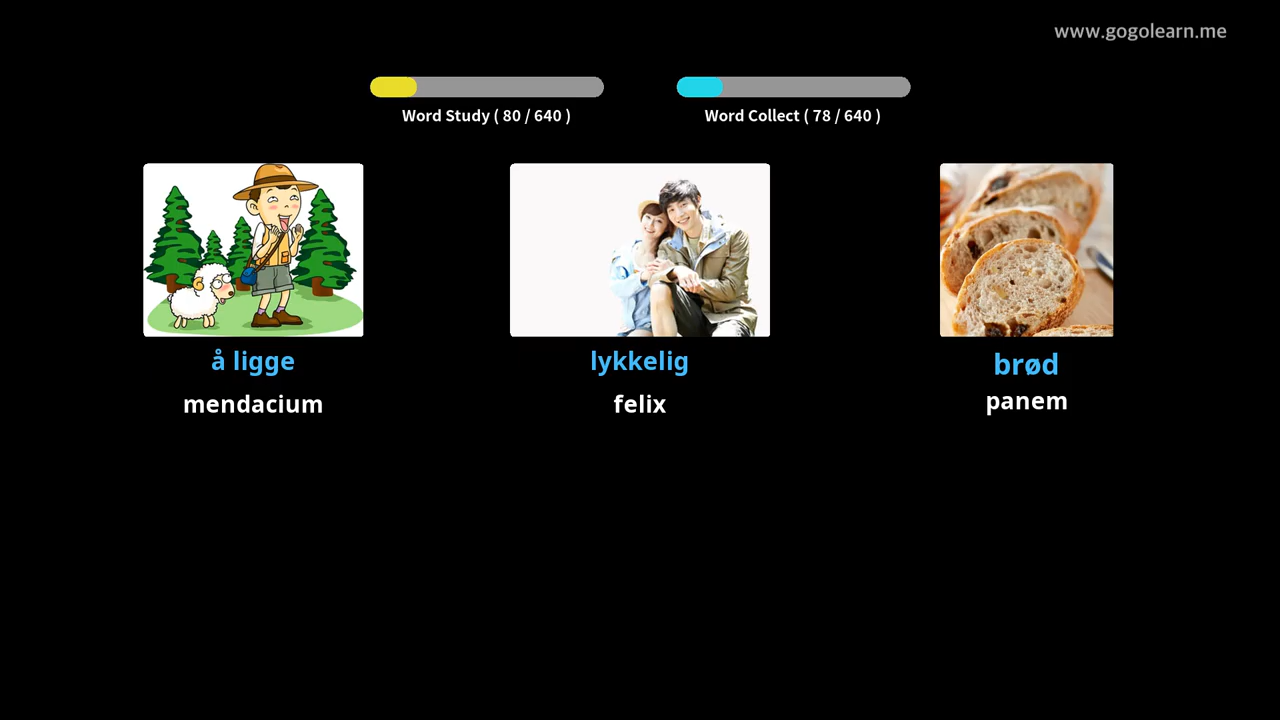 www.gogolearn.me
Word Study ( 80 / 640 )
Word Collect ( 78 / 640 )
å ligge
lykkelig
brød
mendacium
felix
panem